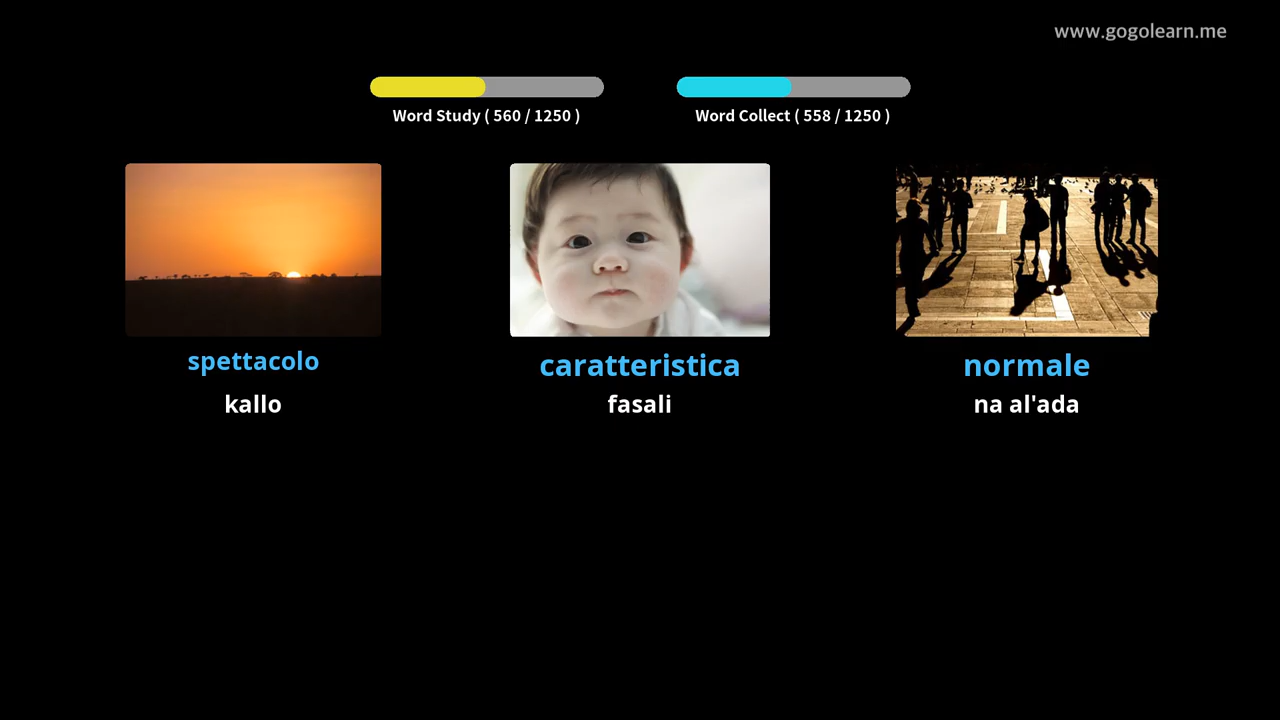 www.gogolearn.me
Word Study ( 560 / 1250 )
Word Collect ( 558 / 1250 )
spettacolo
kallo
caratteristica
fasali
normale
na al'ada